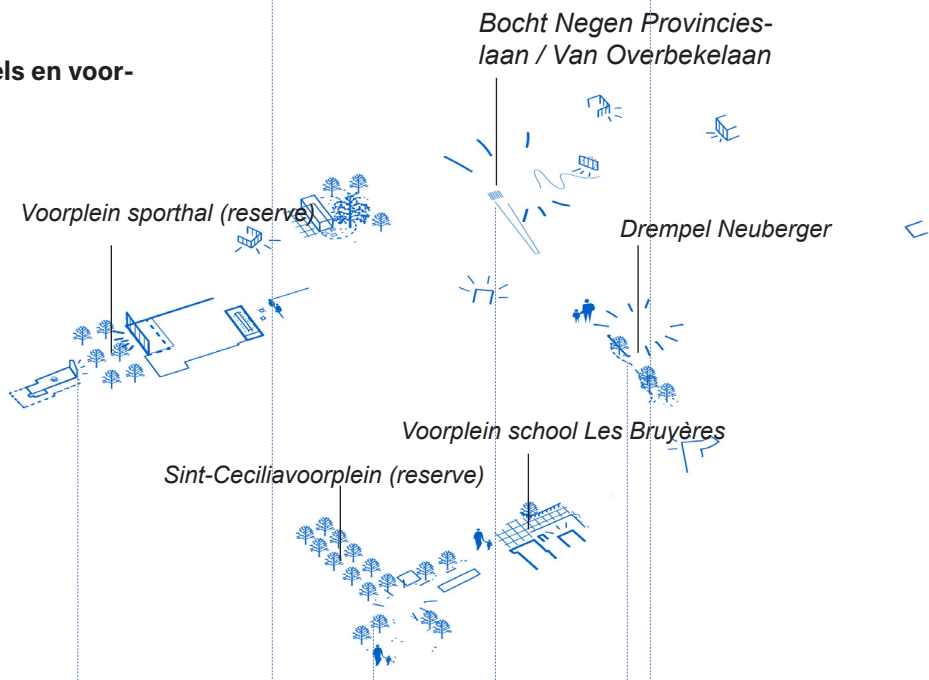 Bocht Negen Provincies-
laan / Van Overbekelaan
els en voor-
Voorplein sporthal (reserve)
Drempel Neuberger
Voorplein school Les Bruyères
Sint-Ceciliavoorplein (reserve)